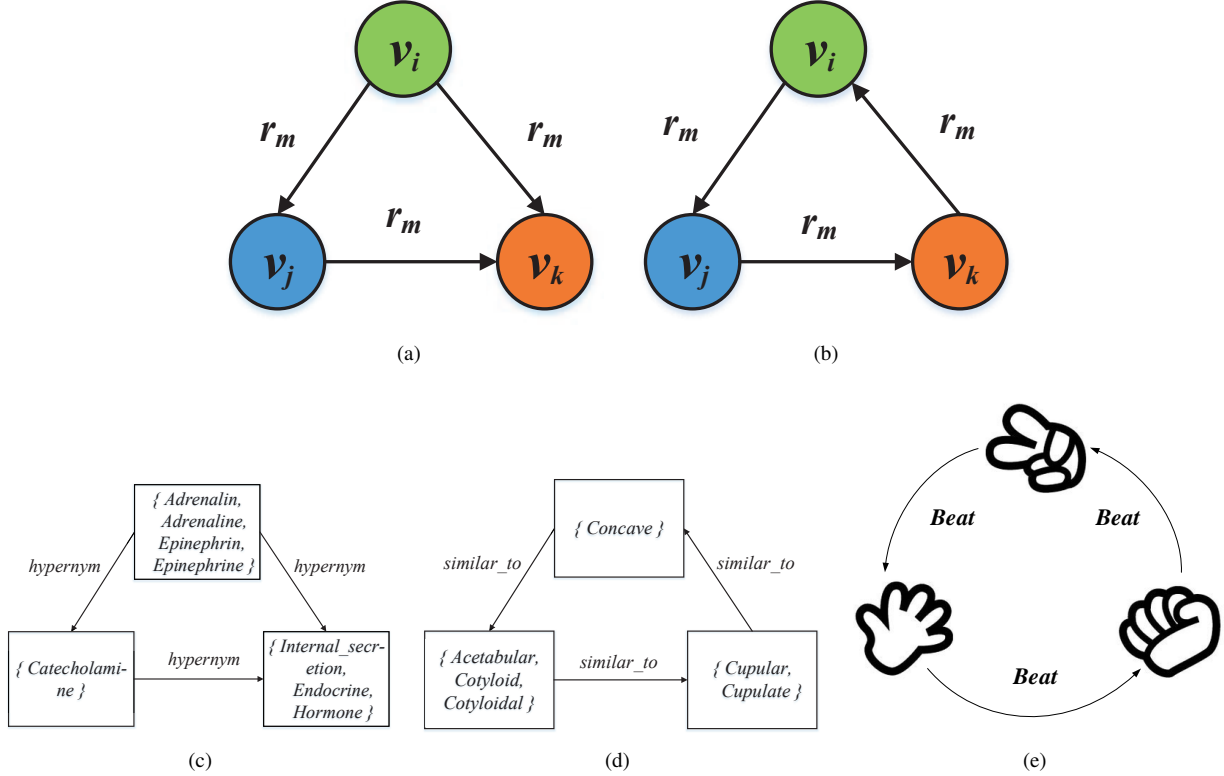 v_i
v_i
r_m
r_m
r_m
r_m
r_m
r_m
v_j
v_k
v_j
v_k
(a)
(b)
{ Adrenalin,
Adrenaline,
Epinephrin,
Epinephrine }
hypernym
hypernym
{ Catecholami-
ne }
hypernym
{ Internal_secr-
etion,
Endocrine,
Hormone }
(c)
{ Concave }
similar_to
similar_to
{ Acetabular,
Cotyloid,
Cotyloidal }
similar_to
{ Cupular,
Cupulate }
(d)
Beat
Beat
Beat
(e)